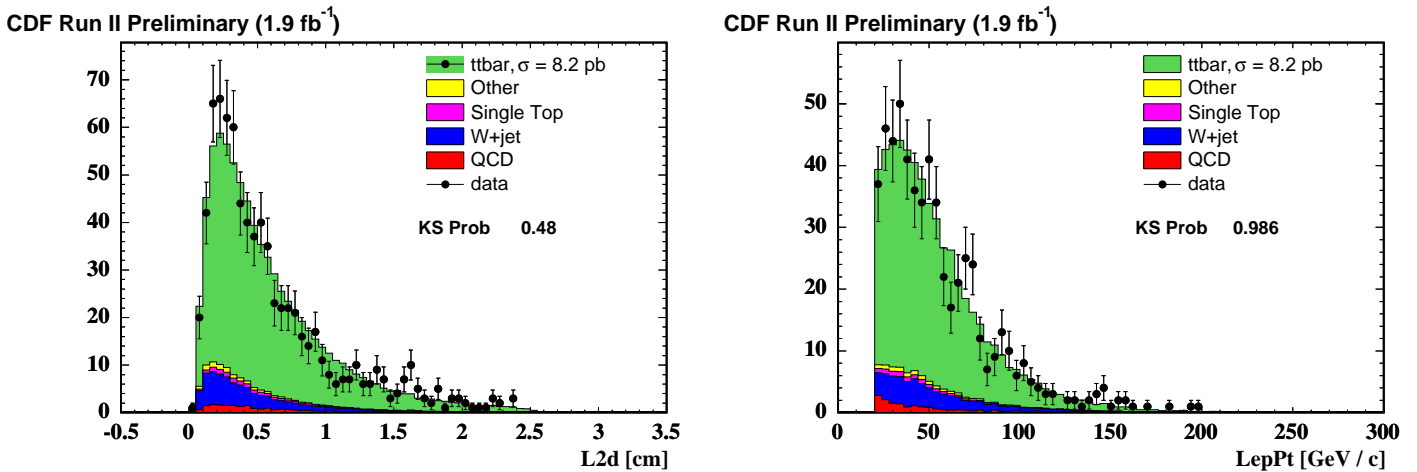 CDF Run II Preliminary (1.9 fb⁻¹)
70
60
50
40
30
20
10
0
-0.5 0 0.5 1 1.5 2 2.5 3 3.5
L2d [cm]
ttbar, σ = 8.2 pb
Other
Single Top
W+jet
QCD
data
KS Prob 0.48
CDF Run II Preliminary (1.9 fb⁻¹)
50
40
30
20
10
0
0 50 100 150 200 250 300
LepPt [GeV / c]
ttbar, σ = 8.2 pb
Other
Single Top
W+jet
QCD
data
KS Prob 0.986